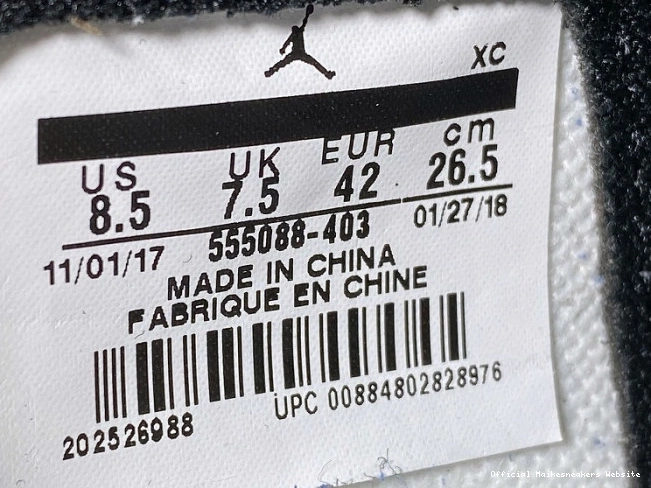 XC
US UK EUR cm
8.5 7.5 42 26.5
11/01/17 555088-403 01/27/18
MADE IN CHINA
FABRIQUE EN CHINE
202526988 UPC 00884802828976
Official Maikesneakers Website